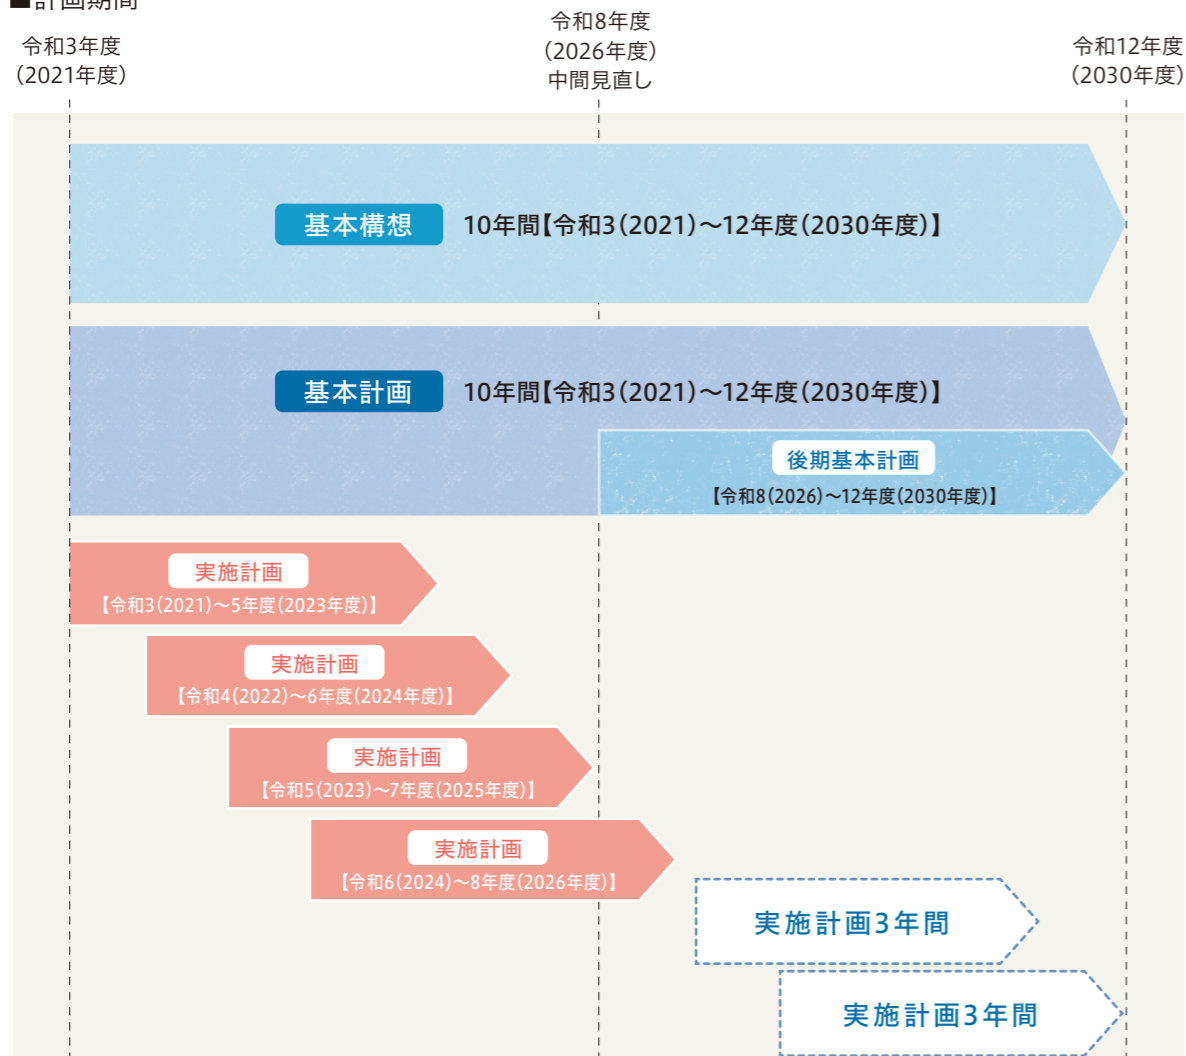 ■計画期間
令和3年度
(2021年度)
令和8年度
(2026年度)
中間見直し
令和12年度
(2030年度)
基本構想 10年間【令和3(2021)〜12年度(2030年度)】
基本計画 10年間【令和3(2021)〜12年度(2030年度)】
後期基本計画
【令和8(2026)〜12年度(2030年度)】
実施計画
【令和3(2021)〜5年度(2023年度)】
実施計画
【令和4(2022)〜6年度(2024年度)】
実施計画
【令和5(2023)〜7年度(2025年度)】
実施計画
【令和6(2024)〜8年度(2026年度)】
実施計画3年間
実施計画3年間